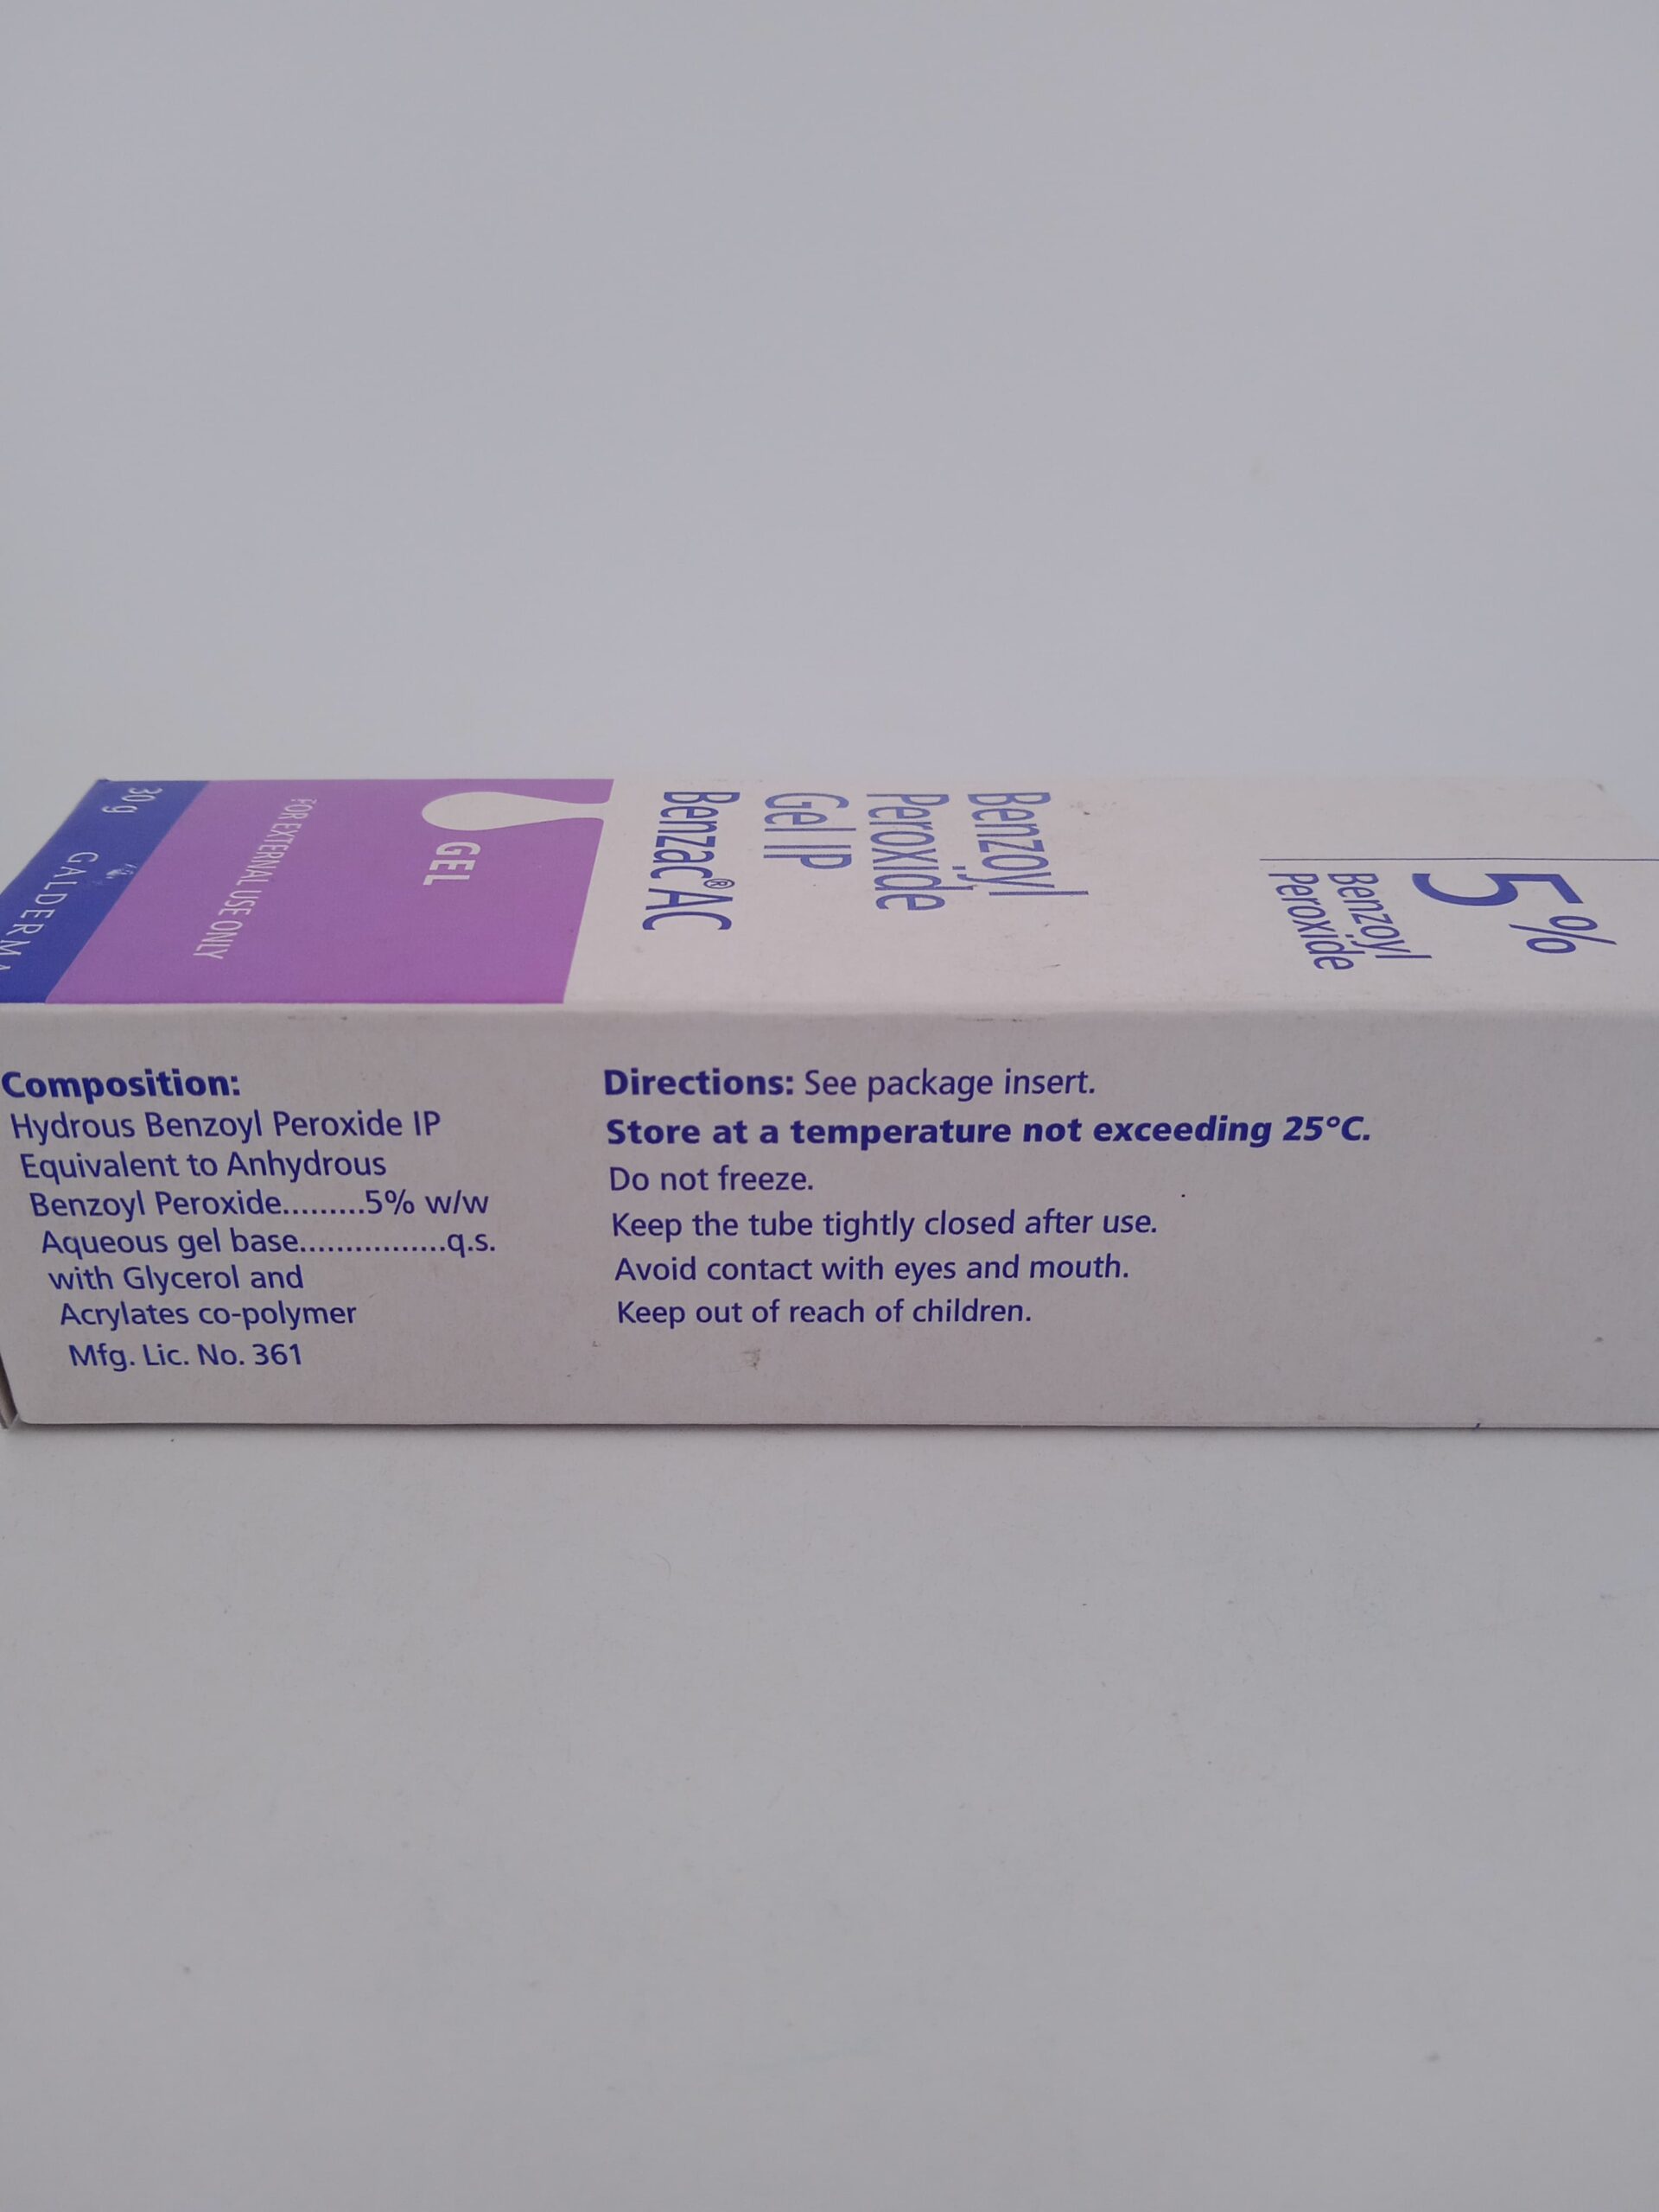 Benzoyl
Peroxide
Gel IP
Benzac® AC
5%
Benzoyl
Peroxide
GEL
FOR EXTERNAL USE ONLY
30 g
GALDERMA
Composition:
Hydrous Benzoyl Peroxide IP
Equivalent to Anhydrous
Benzoyl Peroxide.........5% w/w
Aqueous gel base................q.s.
with Glycerol and
Acrylates co-polymer
Mfg. Lic. No. 361
Directions: See package insert.
Store at a temperature not exceeding 25°C.
Do not freeze.
Keep the tube tightly closed after use.
Avoid contact with eyes and mouth.
Keep out of reach of children.